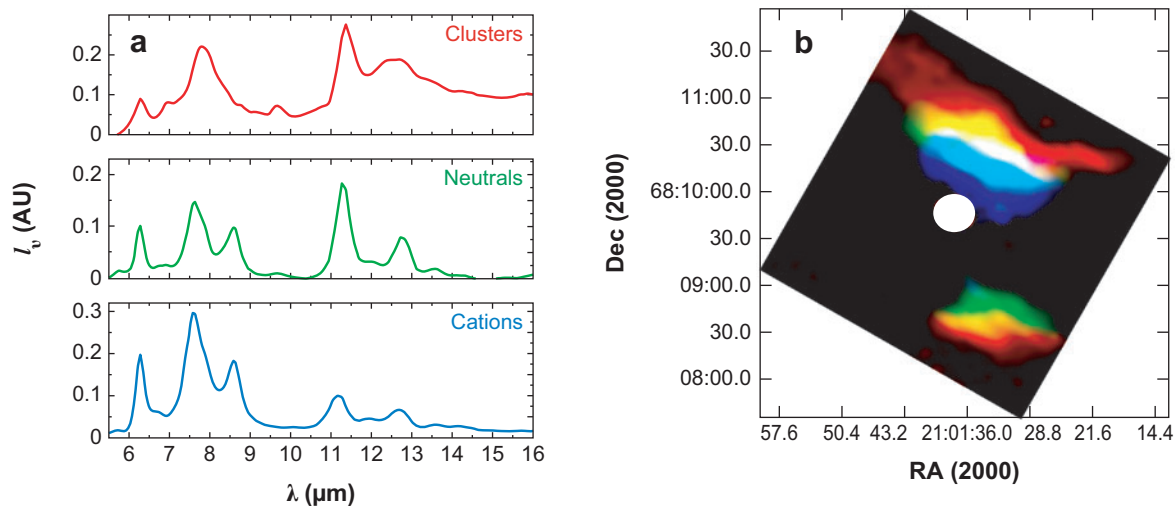 a
Clusters
0.2
0.1
0
Neutrals
0.2
0.1
0
Cations
0.3
0.2
0.1
0
6 7 8 9 10 11 12 13 14 15 16
λ (μm)
I_ν (AU)
b
30.0
11:00.0
30.0
68:10:00.0
30.0
09:00.0
30.0
08:00.0
57.6 50.4 43.2 21:01:36.0 28.8 21.6 14.4
RA (2000)
Dec (2000)